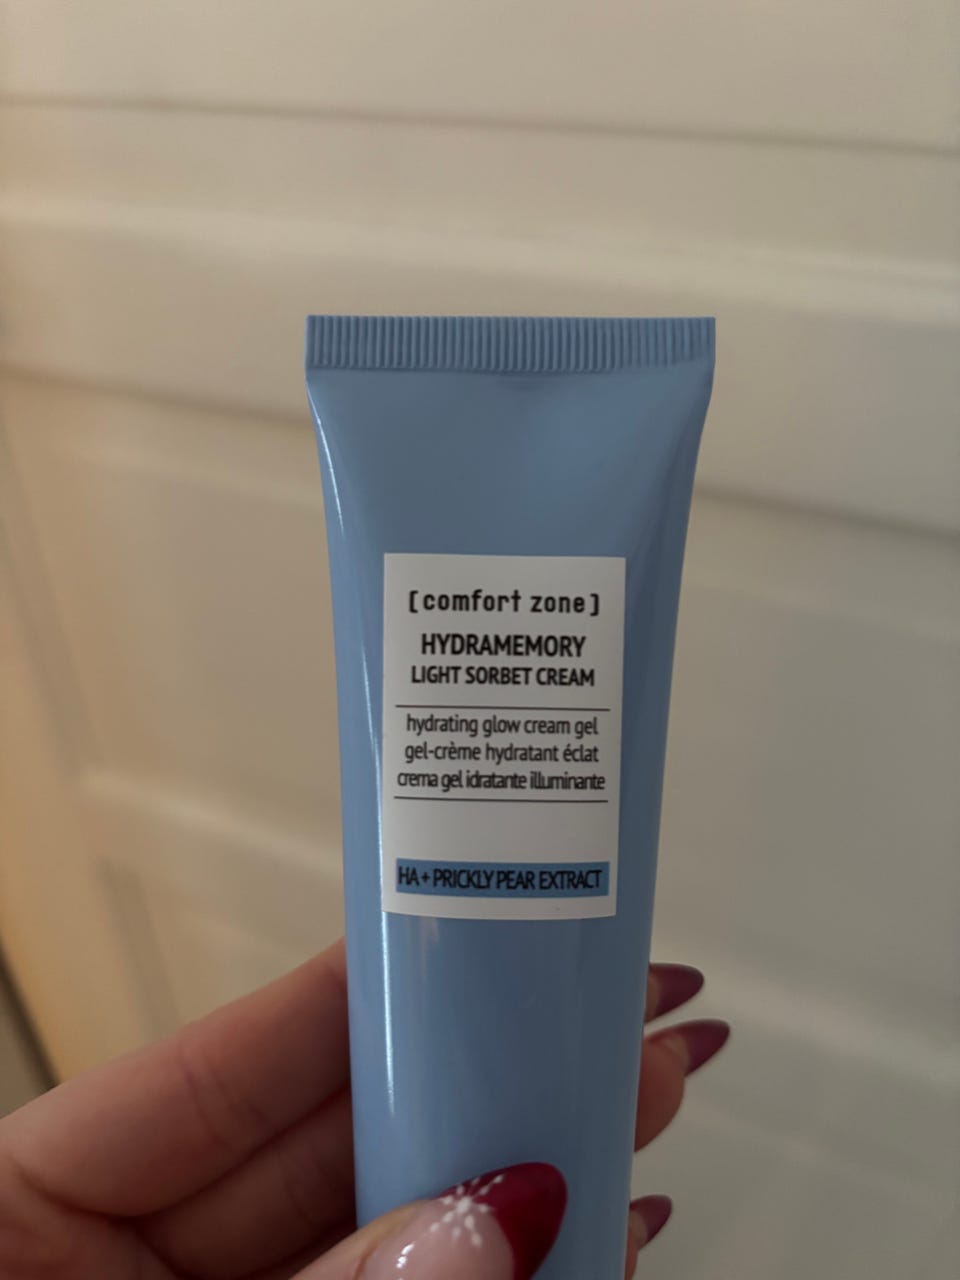 [comfort zone]
HYDRAMEMORY
LIGHT SORBET CREAM
hydrating glow cream gel
gel-crème hydratant éclat
crema gel idratante illuminante
HA + PRICKLY PEAR EXTRACT